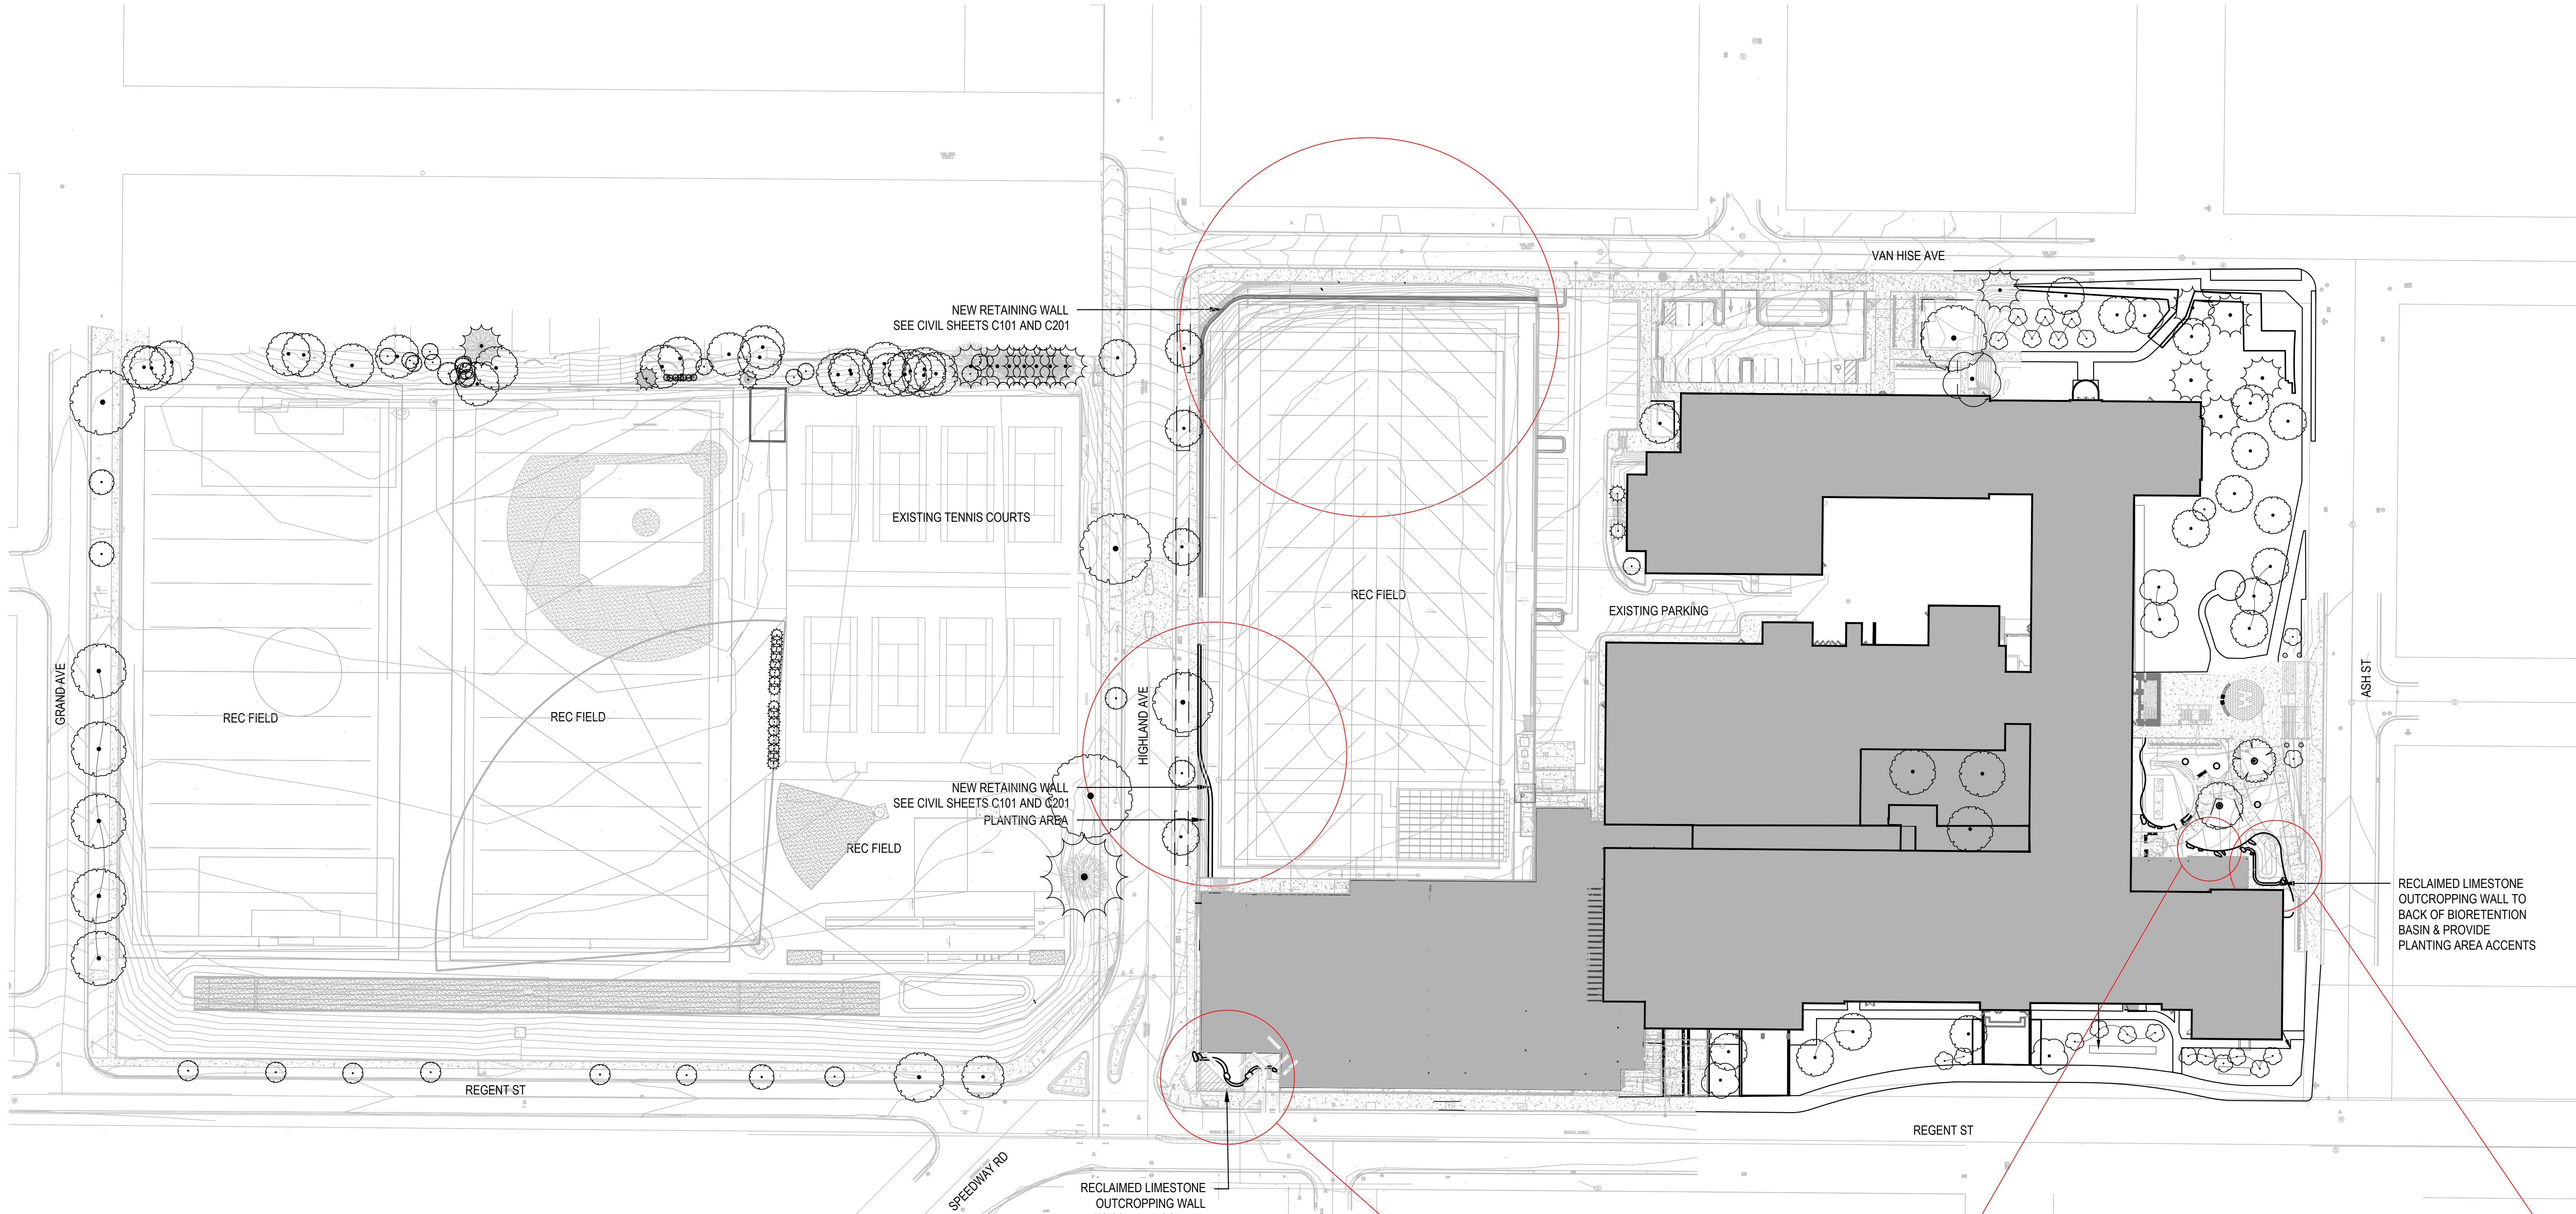 VAN HISE AVE
NEW RETAINING WALL
SEE CIVIL SHEETS C101 AND C201
EXISTING TENNIS COURTS
REC FIELD
EXISTING PARKING
GRAND AVE
REC FIELD
REC FIELD
HIGHLAND AVE
ASH ST
NEW RETAINING WALL
SEE CIVIL SHEETS C101 AND C201
PLANTING AREA
REC FIELD
RECLAIMED LIMESTONE
OUTCROPPING WALL TO
BACK OF BIORETENTION
BASIN & PROVIDE
PLANTING AREA ACCENTS
REGENT ST
REGENT ST
SPEEDWAY RD
RECLAIMED LIMESTONE
OUTCROPPING WALL